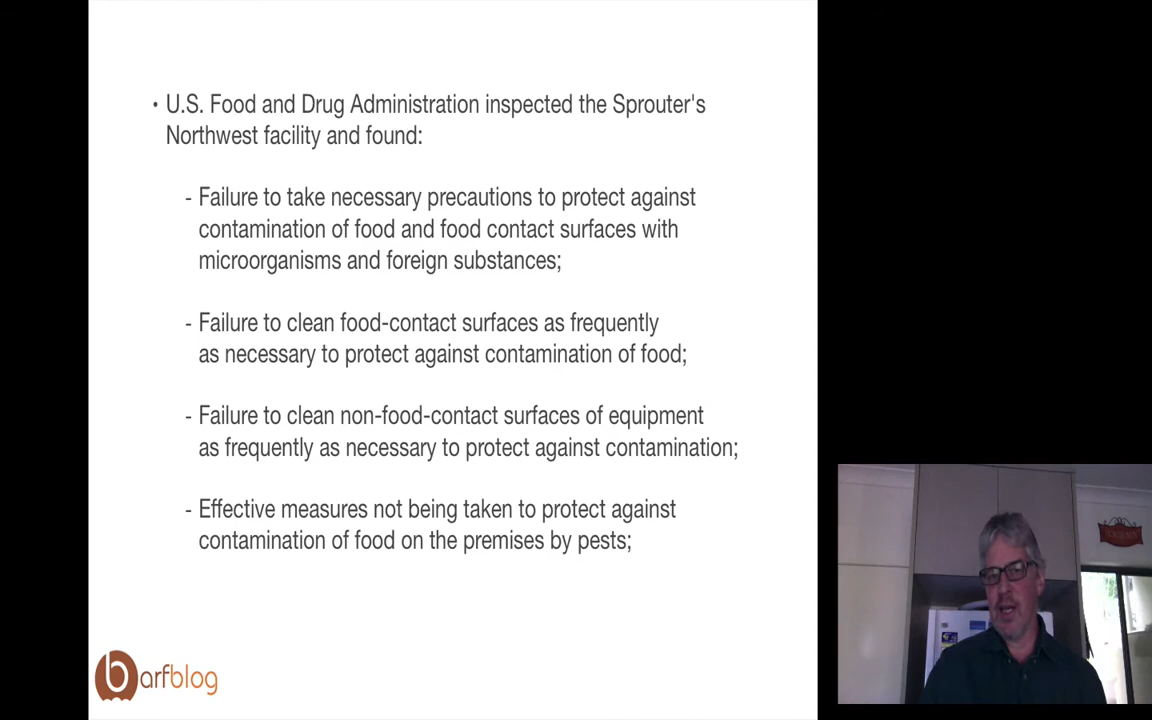 • U.S. Food and Drug Administration inspected the Sprouter's
Northwest facility and found:
- Failure to take necessary precautions to protect against
contamination of food and food contact surfaces with
microorganisms and foreign substances;
- Failure to clean food-contact surfaces as frequently
as necessary to protect against contamination of food;
- Failure to clean non-food-contact surfaces of equipment
as frequently as necessary to protect against contamination;
- Effective measures not being taken to protect against
contamination of food on the premises by pests;
barfblog